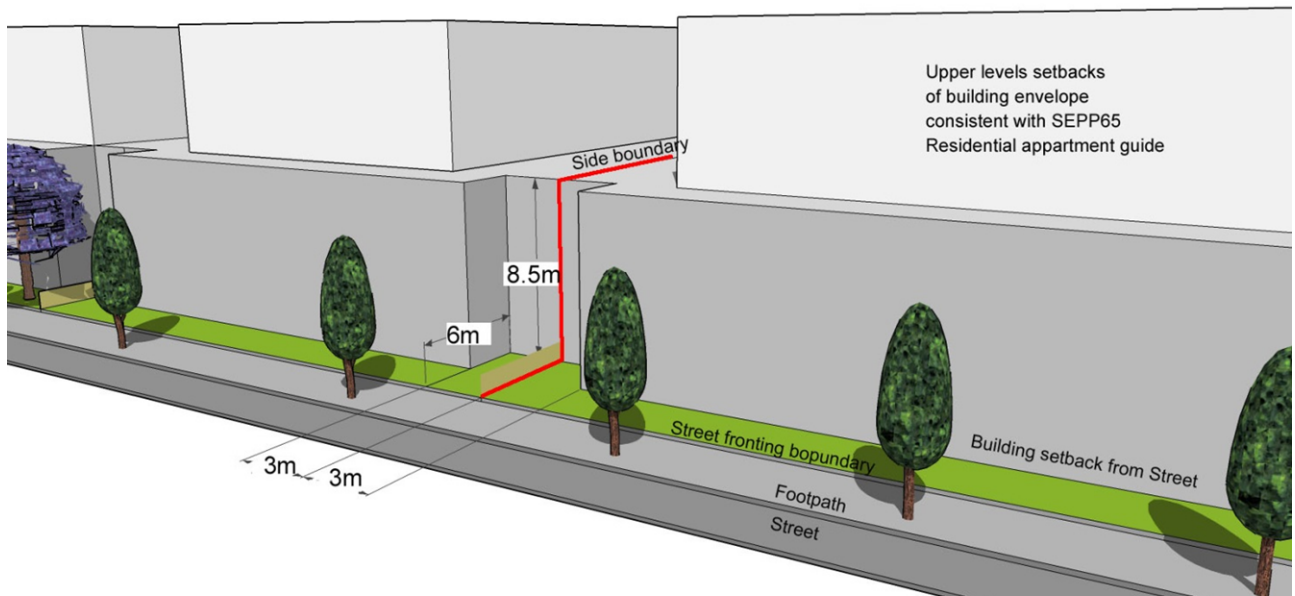 Upper levels setbacks
of building envelope
consistent with SEPP65
Residential appartment guide
Side boundary
8.5m
6m
3m
3m
Street fronting bopundary
Building setback from Street
Footpath
Street